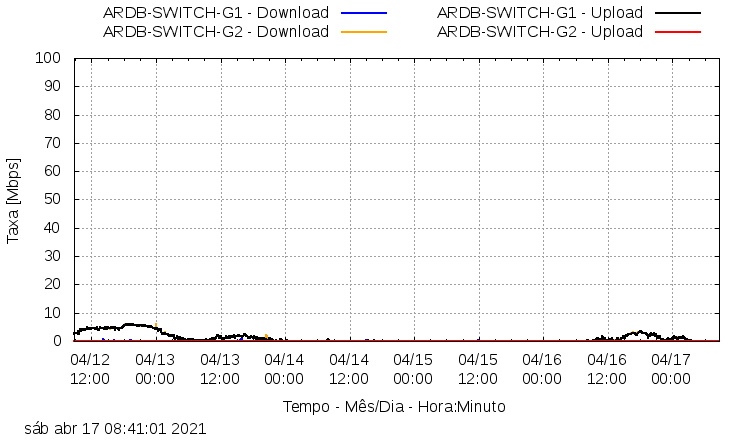 ARDB-SWITCH-G1 - Download ARDB-SWITCH-G1 - Upload
ARDB-SWITCH-G2 - Download ARDB-SWITCH-G2 - Upload
100
90
80
70
60
50
40
30
20
10
0
Taxa [Mbps]
04/12 04/13 04/13 04/14 04/14 04/15 04/15 04/16 04/16 04/17
12:00 00:00 12:00 00:00 12:00 00:00 12:00 00:00 12:00 00:00
Tempo - Mês/Dia - Hora:Minuto
sáb abr 17 08:41:01 2021